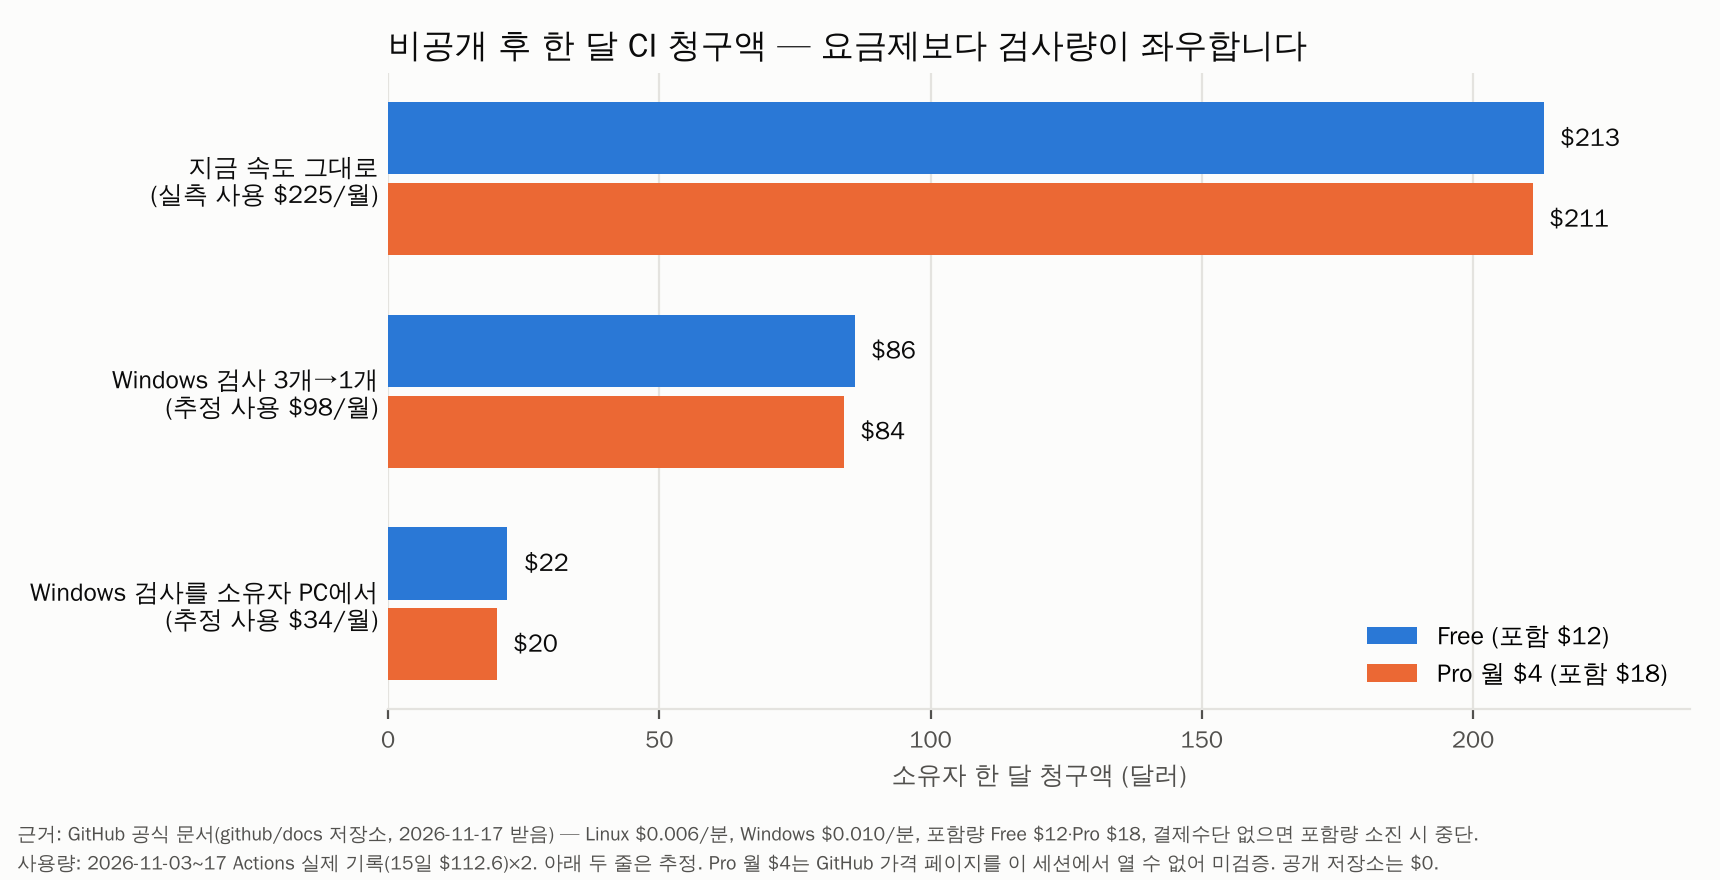 비공개 후 한 달 CI 청구액 — 요금제보다 검사량이 좌우합니다
지금 속도 그대로
(실측 사용 $225/월)
$213
$211
Windows 검사 3개→1개
(추정 사용 $98/월)
$86
$84
Windows 검사를 소유자 PC에서
(추정 사용 $34/월)
$22
$20
Free (포함 $12)
Pro 월 $4 (포함 $18)
0 50 100 150 200
소유자 한 달 청구액 (달러)
근거: GitHub 공식 문서(github/docs 저장소, 2026-11-17 받음) — Linux $0.006/분, Windows $0.010/분, 포함량 Free $12·Pro $18, 결제수단 없으면 포함량 소진 시 중단.
사용량: 2026-11-03~17 Actions 실제 기록(15일 $112.6)×2. 아래 두 줄은 추정. Pro 월 $4는 GitHub 가격 페이지를 이 세션에서 열 수 없어 미검증. 공개 저장소는 $0.